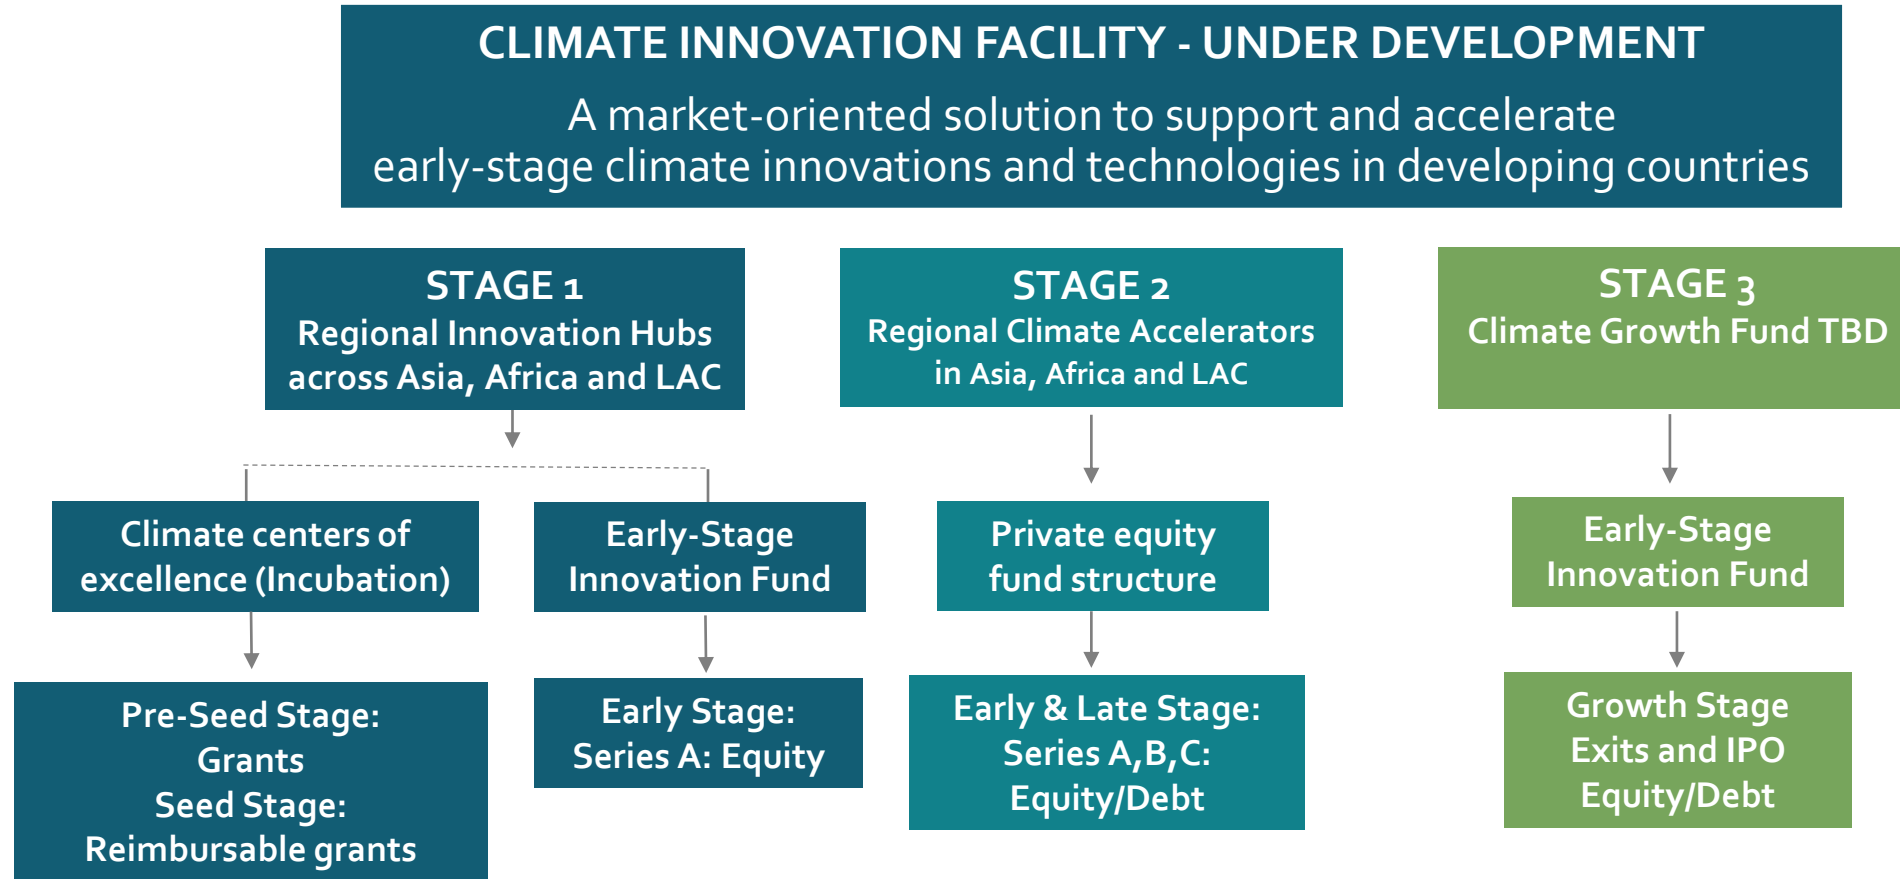 CLIMATE INNOVATION FACILITY - UNDER DEVELOPMENT
A market-oriented solution to support and accelerate
early-stage climate innovations and technologies in developing countries
STAGE 1
Regional Innovation Hubs
across Asia, Africa and LAC
STAGE 2
Regional Climate Accelerators
in Asia, Africa and LAC
STAGE 3
Climate Growth Fund TBD
Climate centers of
excellence (Incubation)
Early-Stage
Innovation Fund
Private equity
fund structure
Early-Stage
Innovation Fund
Pre-Seed Stage:
Grants
Seed Stage:
Reimbursable grants
Early Stage:
Series A: Equity
Early & Late Stage:
Series A,B,C:
Equity/Debt
Growth Stage
Exits and IPO
Equity/Debt